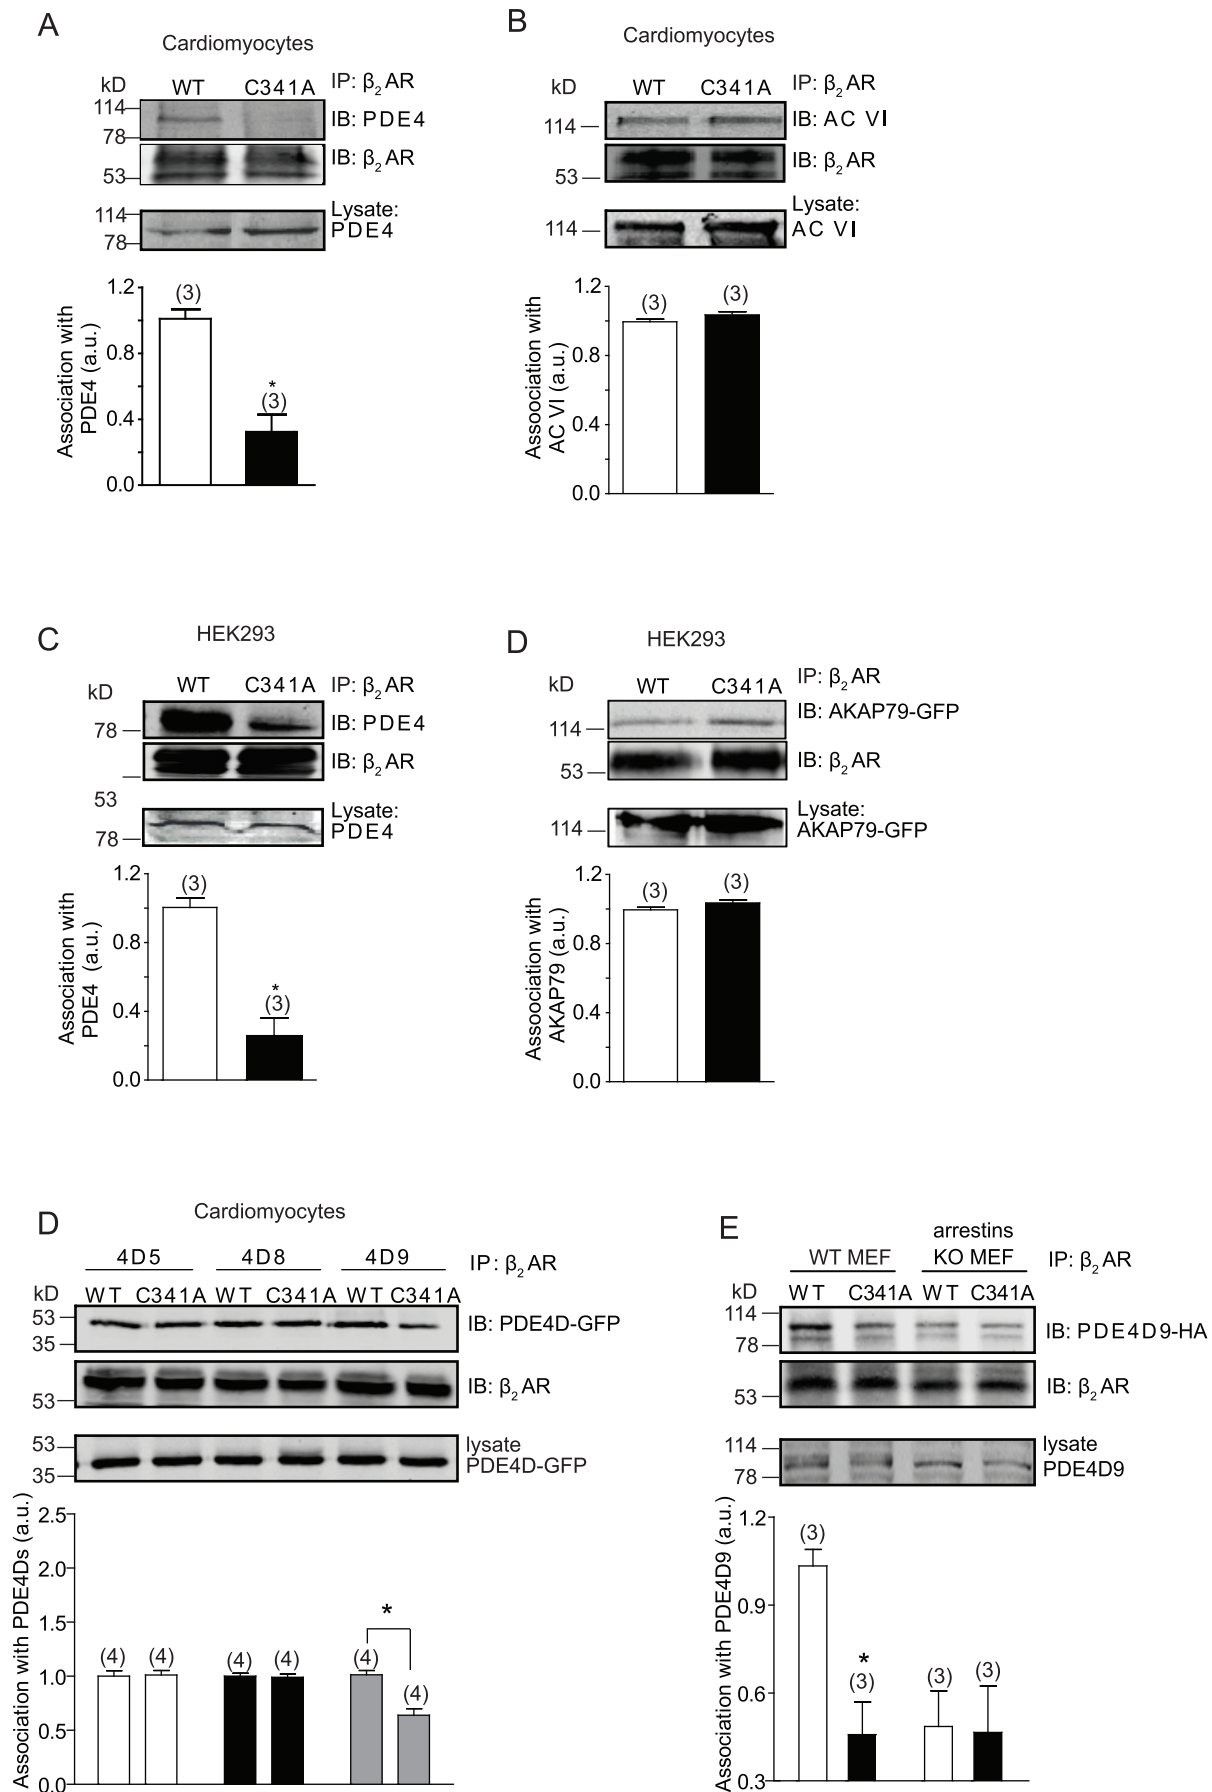 A
Cardiomyocytes
kD WT C341A IP: β2AR
114
78
IB: PDE4
53
IB: β2AR
114
78
Lysate:
PDE4
1.2
0.8
0.4
0.0
Association with
PDE4 (a.u.)
(3)
*
(3)
B
Cardiomyocytes
kD WT C341A IP: β2AR
114
IB: AC VI
53
IB: β2AR
114
Lysate:
AC VI
1.2
0.8
0.4
0.0
Assoociation with
AC VI (a.u.)
(3)
(3)
C
HEK293
kD WT C341A IP: β2AR
78
IB: PDE4
IB: β2AR
53
78
Lysate:
PDE4
1.2
0.8
0.4
0.0
Association with
PDE4 (a.u.)
(3)
*
(3)
D
HEK293
kD WT C341A IP: β2AR
114
IB: AKAP79-GFP
53
IB: β2AR
114
Lysate:
AKAP79-GFP
1.2
0.8
0.4
0.0
Assoociation with
AKAP79 (a.u.)
(3)
(3)
D
Cardiomyocytes
4D5 4D8 4D9 IP: β2AR
kD WT C341A WT C341A WT C341A
53
35
IB: PDE4D-GFP
53
IB: β2AR
53
35
lysate
PDE4D-GFP
2.5
2.0
1.5
1.0
0.5
0.0
Association with PDE4Ds (a.u.)
(4)
(4)
(4)
(4)
(4)
*
(4)
E
arrestins
WT MEF KO MEF IP: β2AR
kD WT C341A WT C341A
114
78
IB: PDE4D9-HA
53
IB: β2AR
114
78
lysate
PDE4D9
1.2
0.9
0.6
0.3
Association with PDE4D9 (a.u.)
(3)
*
(3)
(3)
(3)